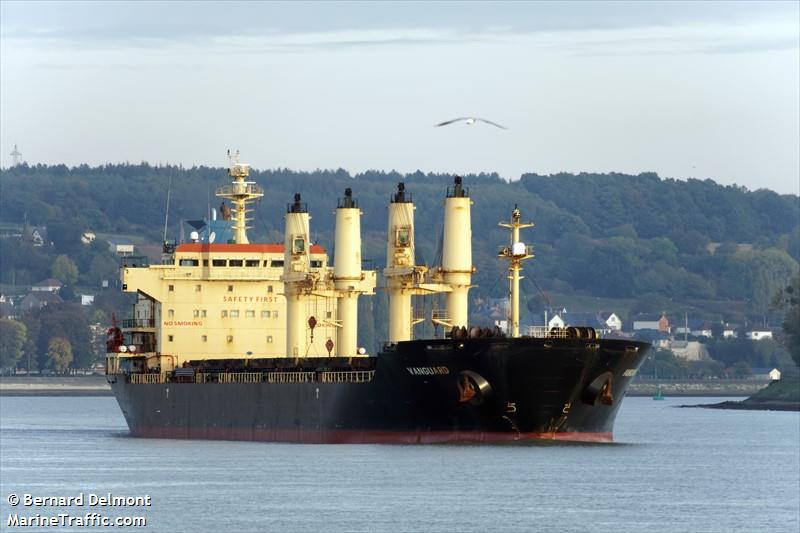 SAFETY FIRST
NO SMOKING
VANGUARD
© Bernard Delmont
MarineTraffic.com